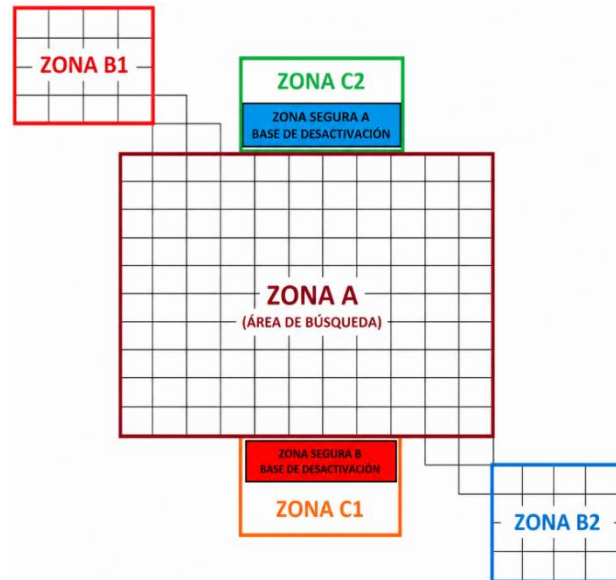 ZONA B1
ZONA C2
ZONA SEGURA A
BASE DE DESACTIVACIÓN
ZONA A
(ÁREA DE BÚSQUEDA)
ZONA SEGURA B
BASE DE DESACTIVACIÓN
ZONA C1
ZONA B2